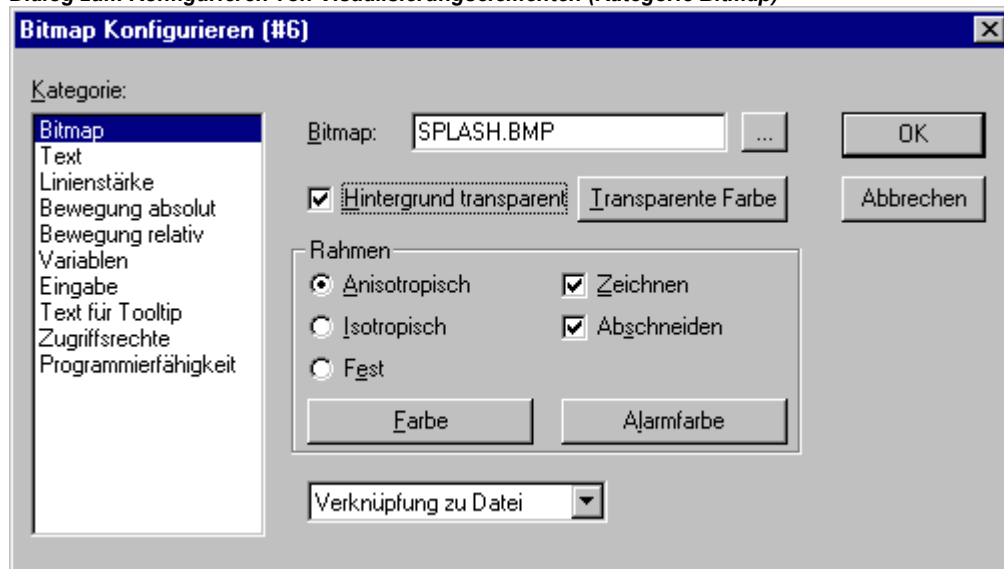 Dialog zum Konfigurieren von Visualisierungselementen (Kategorie Bitmap)
Bitmap Konfigurieren (#6)
Kategorie:
Bitmap
Text
Linienstärke
Bewegung absolut
Bewegung relativ
Variablen
Eingabe
Text für Tooltip
Zugriffsrechte
Programmierfähigkeit
Bitmap: SPLASH.BMP ...
Hintergrund transparent Transparente Farbe
Rahmen
Anisotropisch Zeichnen
Isotropisch Abschneiden
Fest
Farbe Alarmfarbe
Verknüpfung zu Datei
OK
Abbrechen